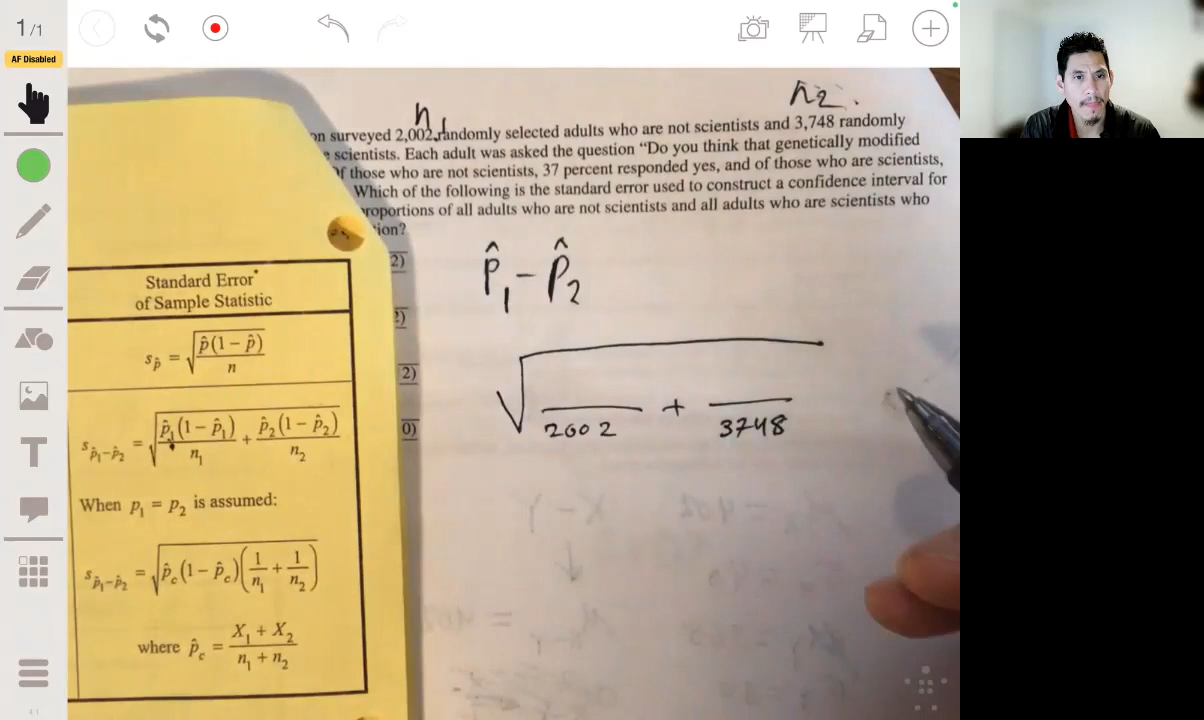 1/1
AF Disabled
n1
n2.
on surveyed 2,002 randomly selected adults who are not scientists and 3,748 randomly
scientists. Each adult was asked the question “Do you think that genetically modified
those who are not scientists, 37 percent responded yes, and of those who are scientists,
Which of the following is the standard error used to construct a confidence interval for
roportions of all adults who are not scientists and all adults who are scientists who
ion?
2)
2)
2)
0)
p̂1 - p̂2
√( /2002 + /3748)
Standard Error*
of Sample Statistic
s_p̂ = √(p̂(1 − p̂)/n)
s_p̂1−p̂2 = √(p̂1(1 − p̂1)/n1 + p̂2(1 − p̂2)/n2)
When p1 = p2 is assumed:
s_p̂1−p̂2 = √(p̂c(1 − p̂c)(1/n1 + 1/n2))
where p̂c = (X1 + X2)/(n1 + n2)
T